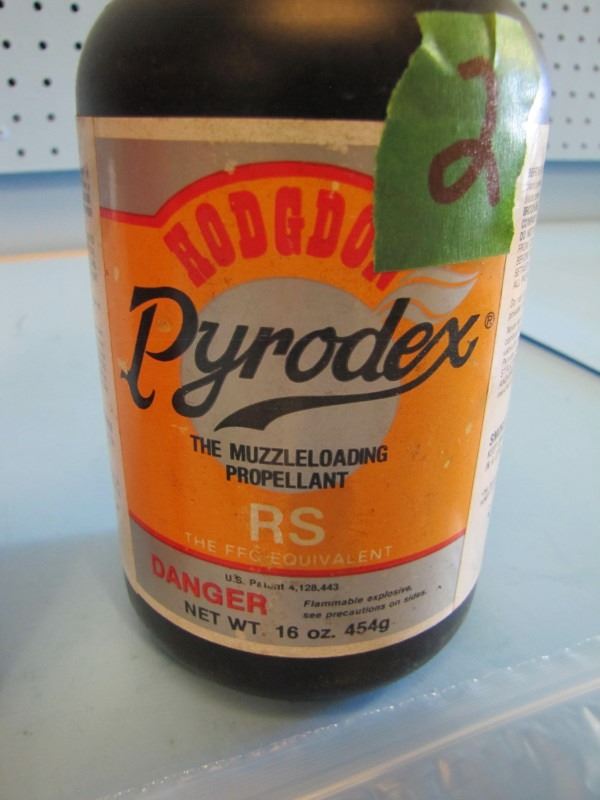 2
HODGDON
Pyrodex®
THE MUZZLELOADING
PROPELLANT
RS
THE FFG EQUIVALENT
DANGER
U.S. Patent 4,128,443
Flammable explosive,
see precautions on sides.
NET WT. 16 oz. 454g